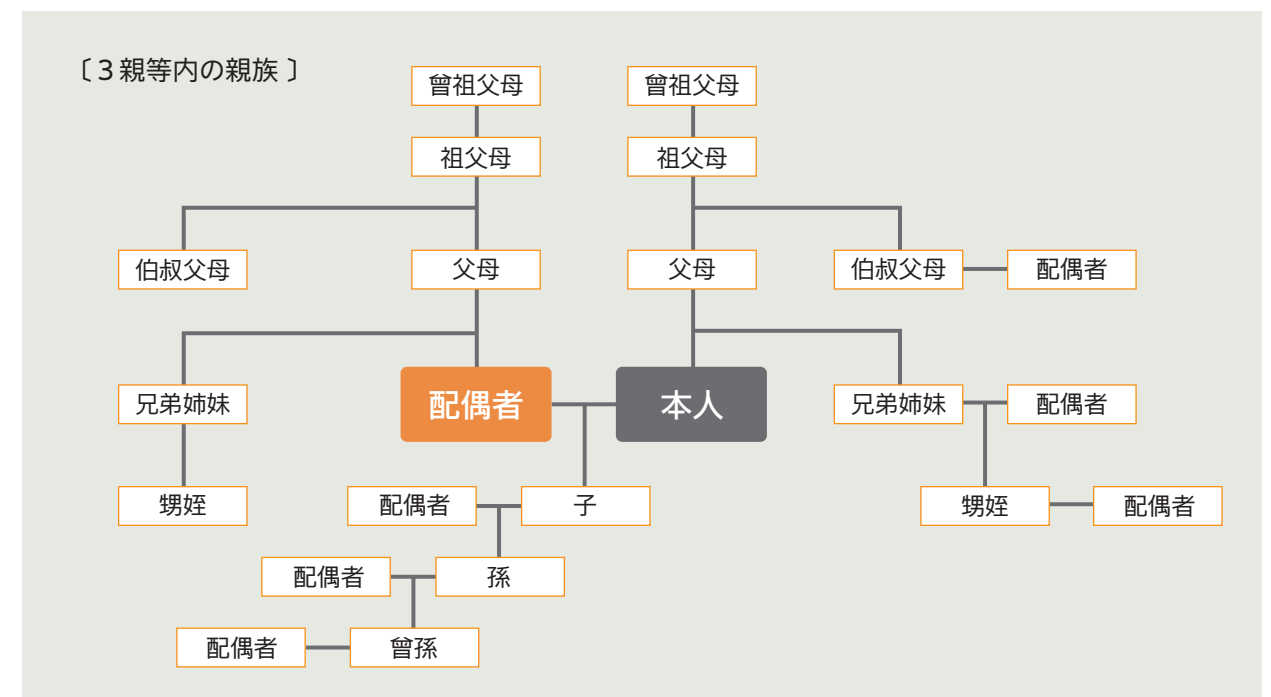 〔３親等内の親族 〕
曾祖父母
曾祖父母
祖父母
祖父母
伯叔父母
父母
父母
伯叔父母
配偶者
兄弟姉妹
配偶者
本人
兄弟姉妹
配偶者
甥姪
配偶者
子
甥姪
配偶者
配偶者
孫
配偶者
曾孫